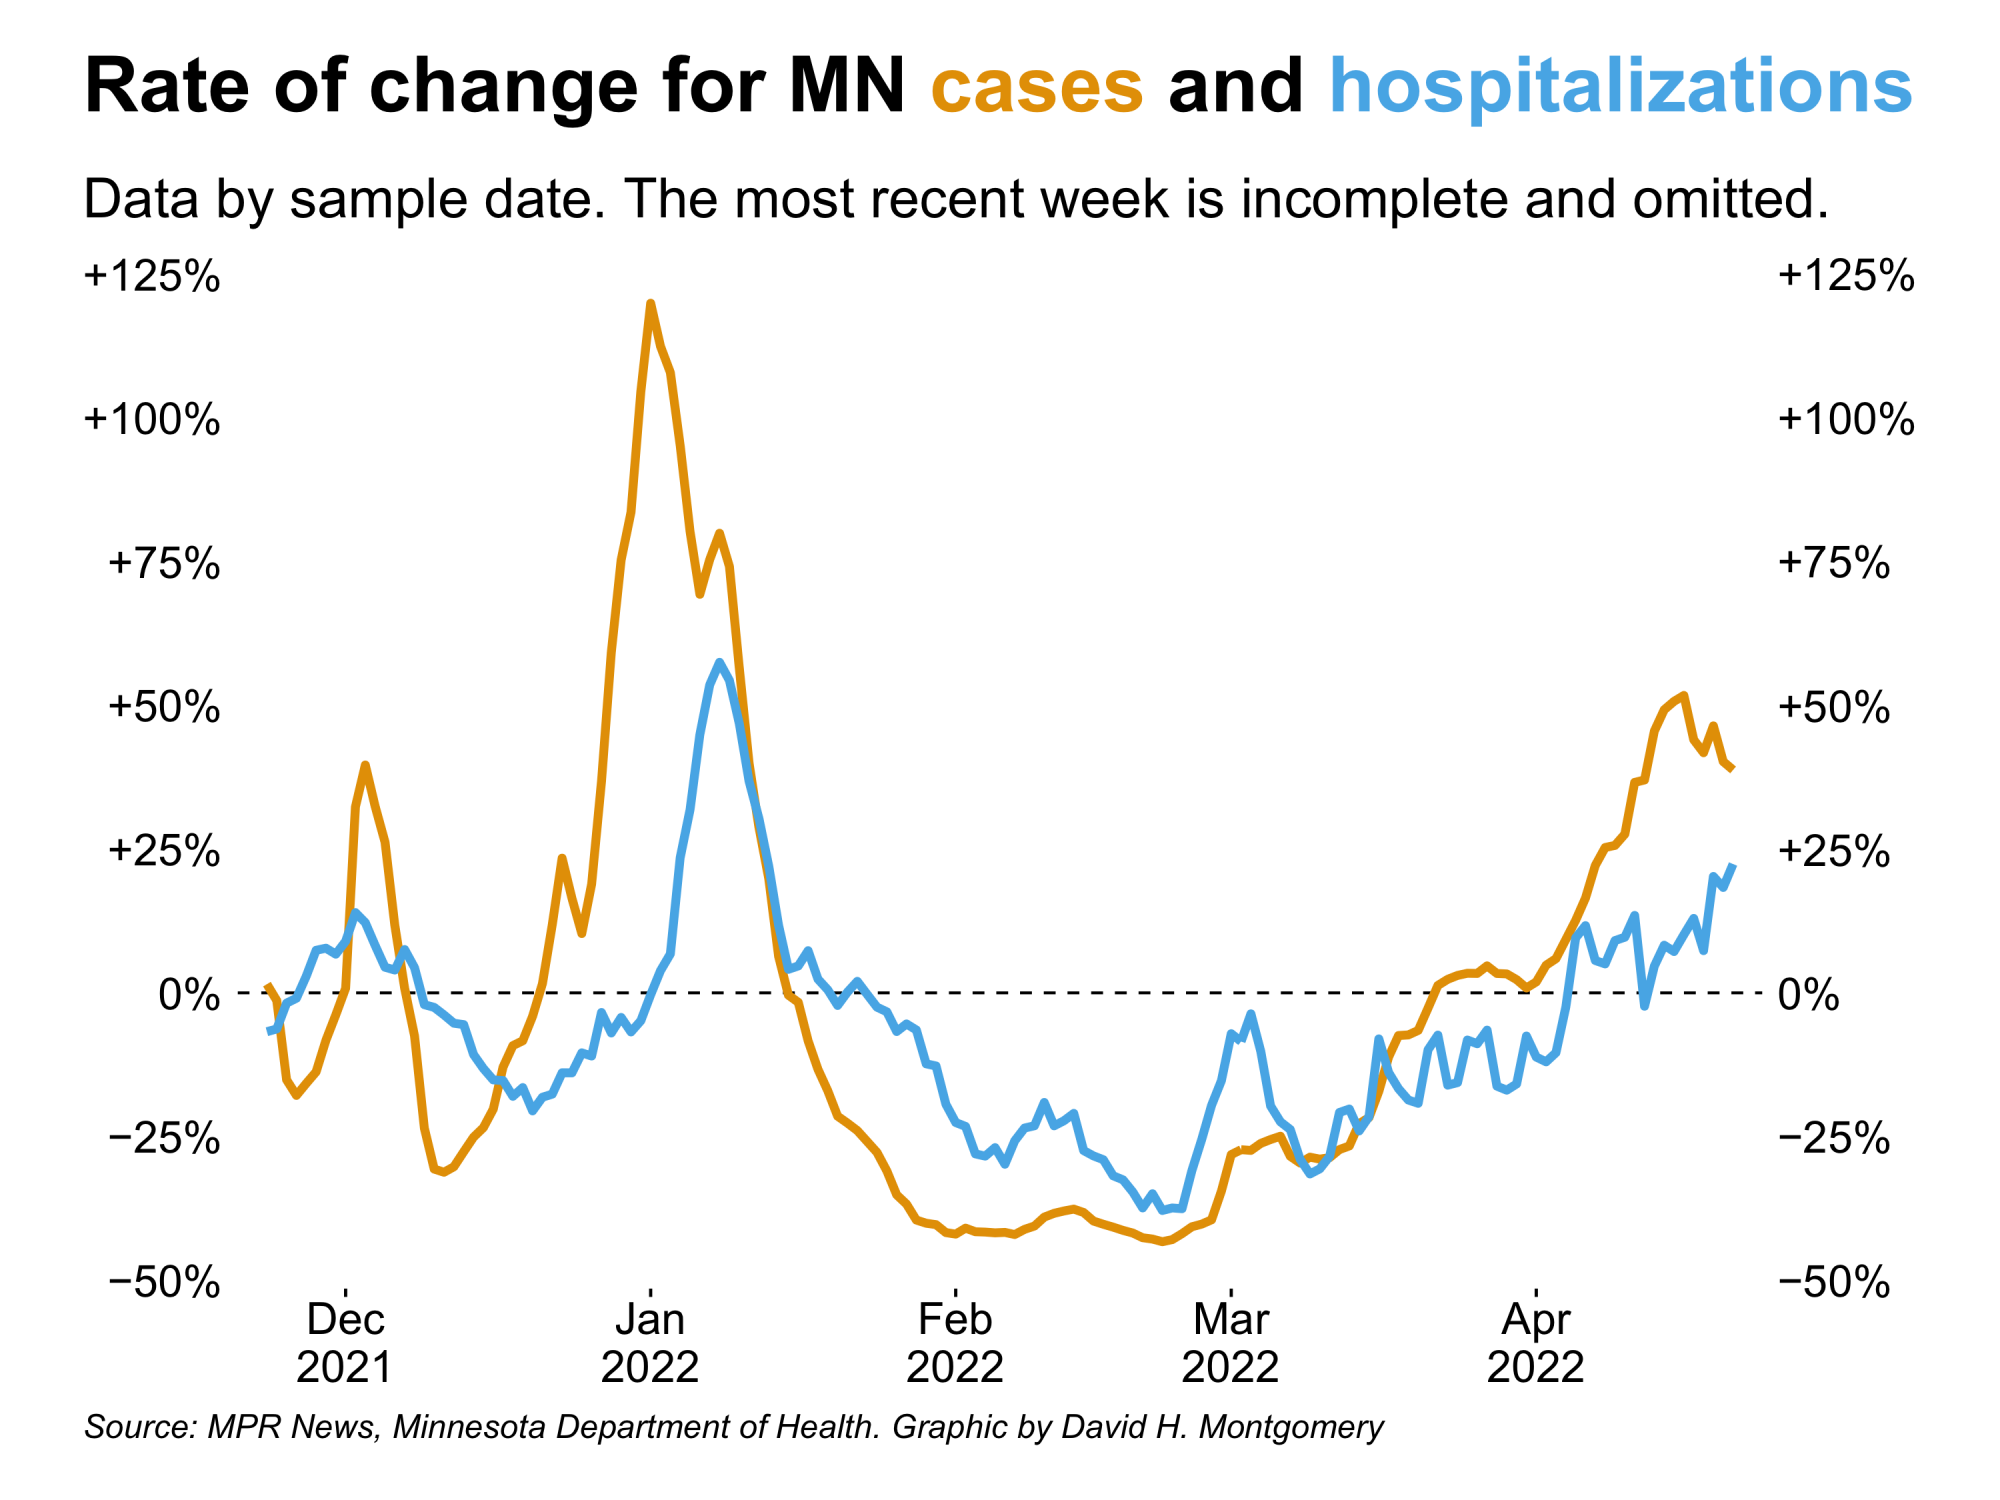 Rate of change for MN cases and hospitalizations
Data by sample date. The most recent week is incomplete and omitted.
+125% +125%
+100% +100%
+75% +75%
+50% +50%
+25% +25%
0% 0%
−25% −25%
−50% −50%
Dec Jan Feb Mar Apr
2021 2022 2022 2022 2022
Source: MPR News, Minnesota Department of Health. Graphic by David H. Montgomery